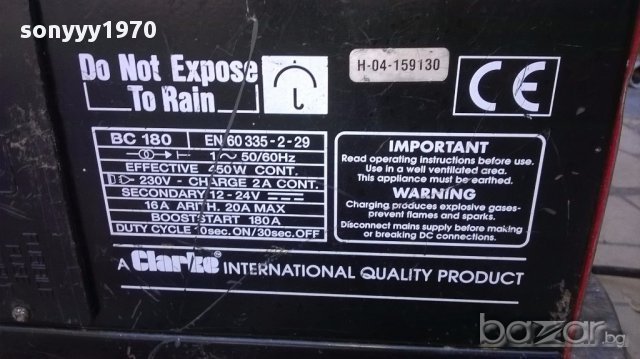 sonyyy1970
Do Not Expose
To Rain
H-04-159130
CE
BC 180 EN 60 335-2-29
1~ 50/60Hz
EFFECTIVE 450W CONT.
230V - CHARGE 2A CONT.
SECONDARY 12-24V
16A ARITH. 20A MAX
BOOSTSTART 180A
DUTY CYCLE 10sec.ON/30sec.OFF
IMPORTANT
Read operating instructions before use.
Use in a well ventilated area.
This appliance must be earthed.
WARNING
Charging produces explosive gases-
prevent flames and sparks.
Disconnect mains supply before making
or breaking DC connections.
A Clarke® INTERNATIONAL QUALITY PRODUCT
bazar.bg